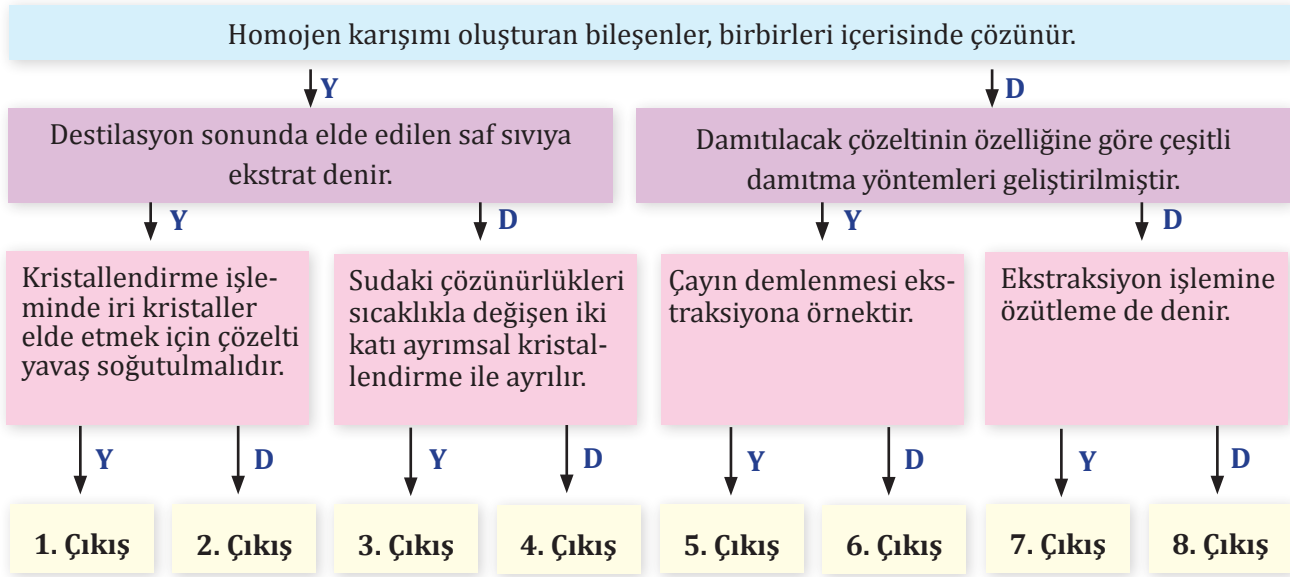 Homojen karışımı oluşturan bileşenler, birbirleri içerisinde çözünür.
Y
D
Destilasyon sonunda elde edilen saf sıvıya
ekstrat denir.
Damıtılacak çözeltinin özelliğine göre çeşitli
damıtma yöntemleri geliştirilmiştir.
Y
D
Y
D
Kristallendirme işle-
minde iri kristaller
elde etmek için çözelti
yavaş soğutulmalıdır.
Sudaki çözünürlükleri
sıcaklıkla değişen iki
katı ayrımsal kristal-
lendirme ile ayrılır.
Çayın demlenmesi eks-
traksiyona örnektir.
Ekstraksiyon işlemine
özütleme de denir.
Y
D
Y
D
Y
D
Y
D
1. Çıkış
2. Çıkış
3. Çıkış
4. Çıkış
5. Çıkış
6. Çıkış
7. Çıkış
8. Çıkış